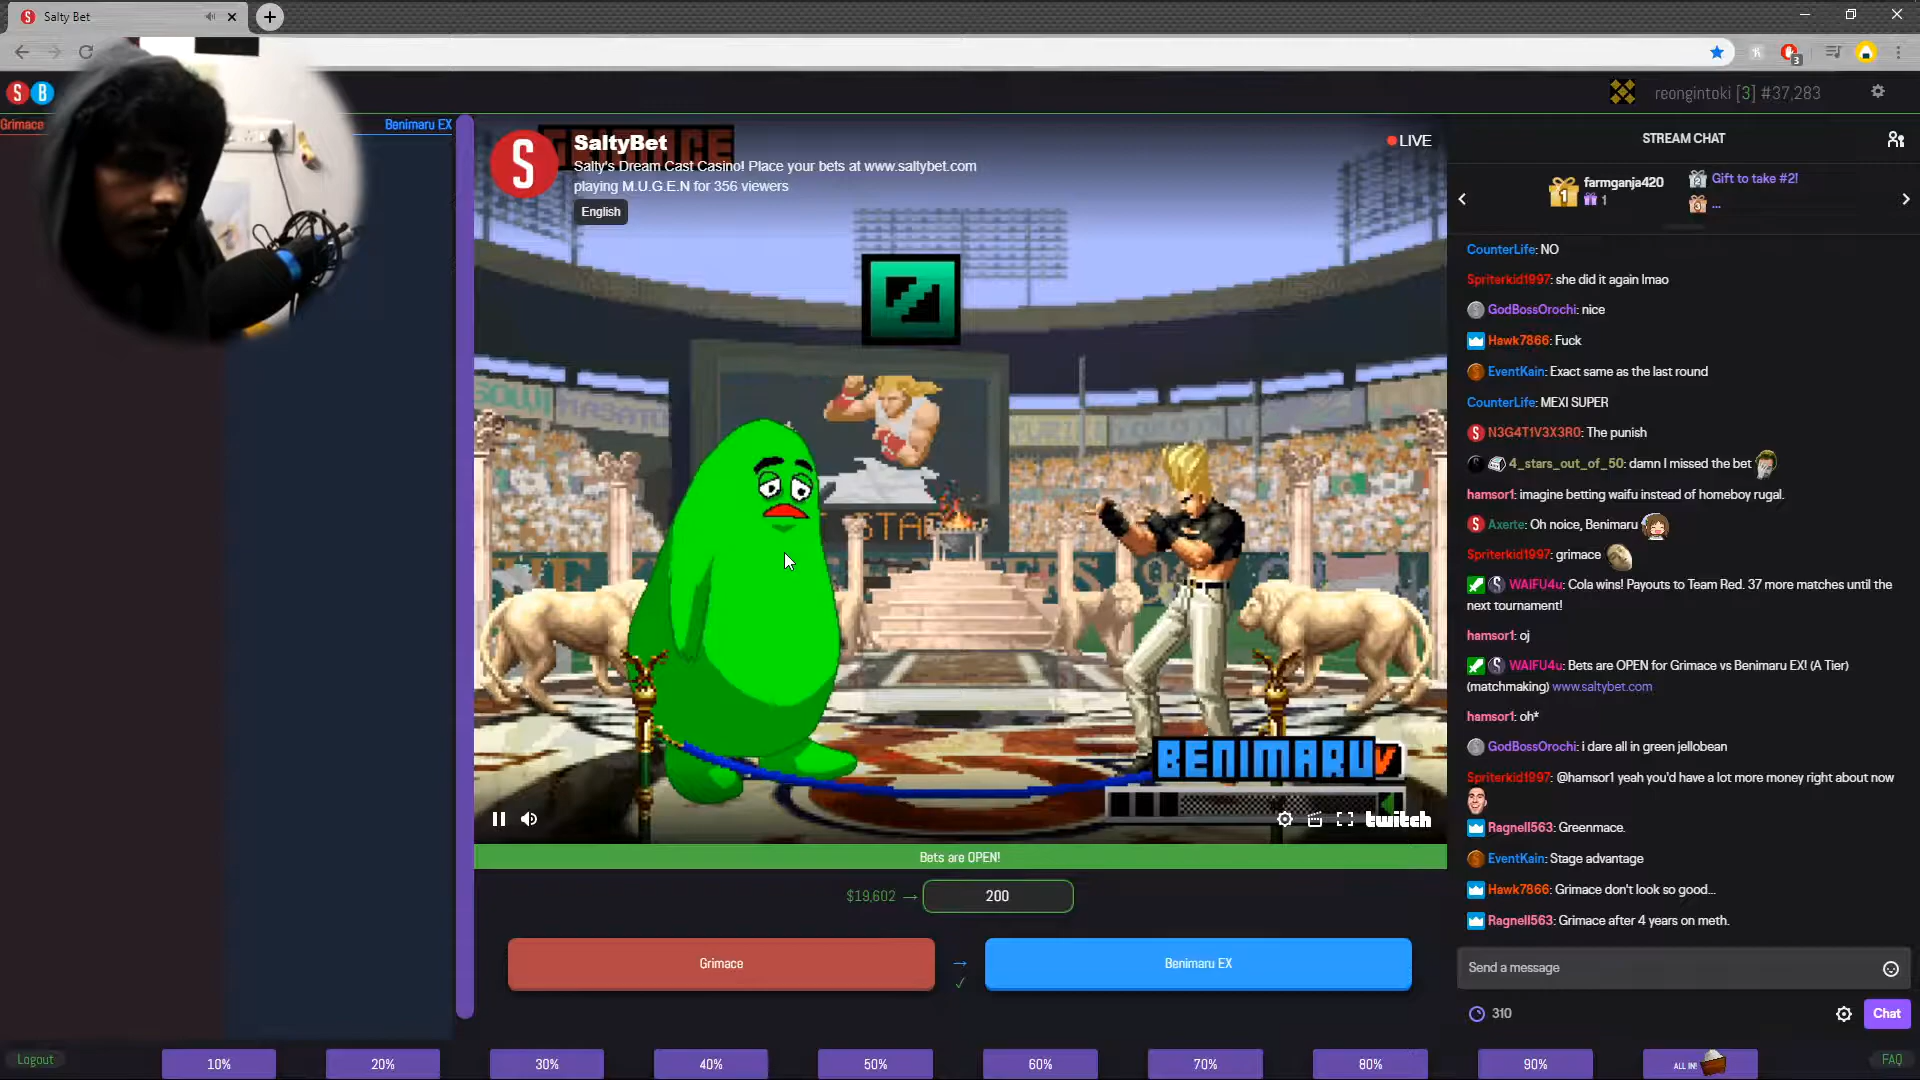 Salty Bet
S B
reongintoki [3] #37,283
Grimace
Benimaru EX
SaltyBet
Salty's Dream Cast Casino! Place your bets at www.saltybet.com
playing M.U.G.E.N for 356 viewers
English
LIVE
BENIMARU
twitch
Bets are OPEN!
$19,602 → 200
Grimace → Benimaru EX
✓
STREAM CHAT
farmganja420
1
Gift to take #2!
...
CounterLife: NO
Spriterkid1997: she did it again lmao
GodBossOrochi: nice
Hawk7866: Fuck
EventKain: Exact same as the last round
CounterLife: MEXI SUPER
N3G4T1V3X3R0: The punish
4_stars_out_of_50: damn I missed the bet
hamsor1: imagine betting waifu instead of homeboy rugal.
Axerte: Oh noice, Benimaru
Spriterkid1997: grimace
WAIFU4u: Cola wins! Payouts to Team Red. 37 more matches until the
next tournament!
hamsor1: oj
WAIFU4u: Bets are OPEN for Grimace vs Benimaru EX! (A Tier)
(matchmaking) www.saltybet.com
hamsor1: oh*
GodBossOrochi: i dare all in green jellobean
Spriterkid1997: @hamsor1 yeah you'd have a lot more money right about now
Ragnell563: Greenmace.
EventKain: Stage advantage
Hawk7866: Grimace don't look so good...
Ragnell563: Grimace after 4 years on meth.
Send a message
310
Chat
Logout
10% 20% 30% 40% 50% 60% 70% 80% 90% ALL IN!
FAQ